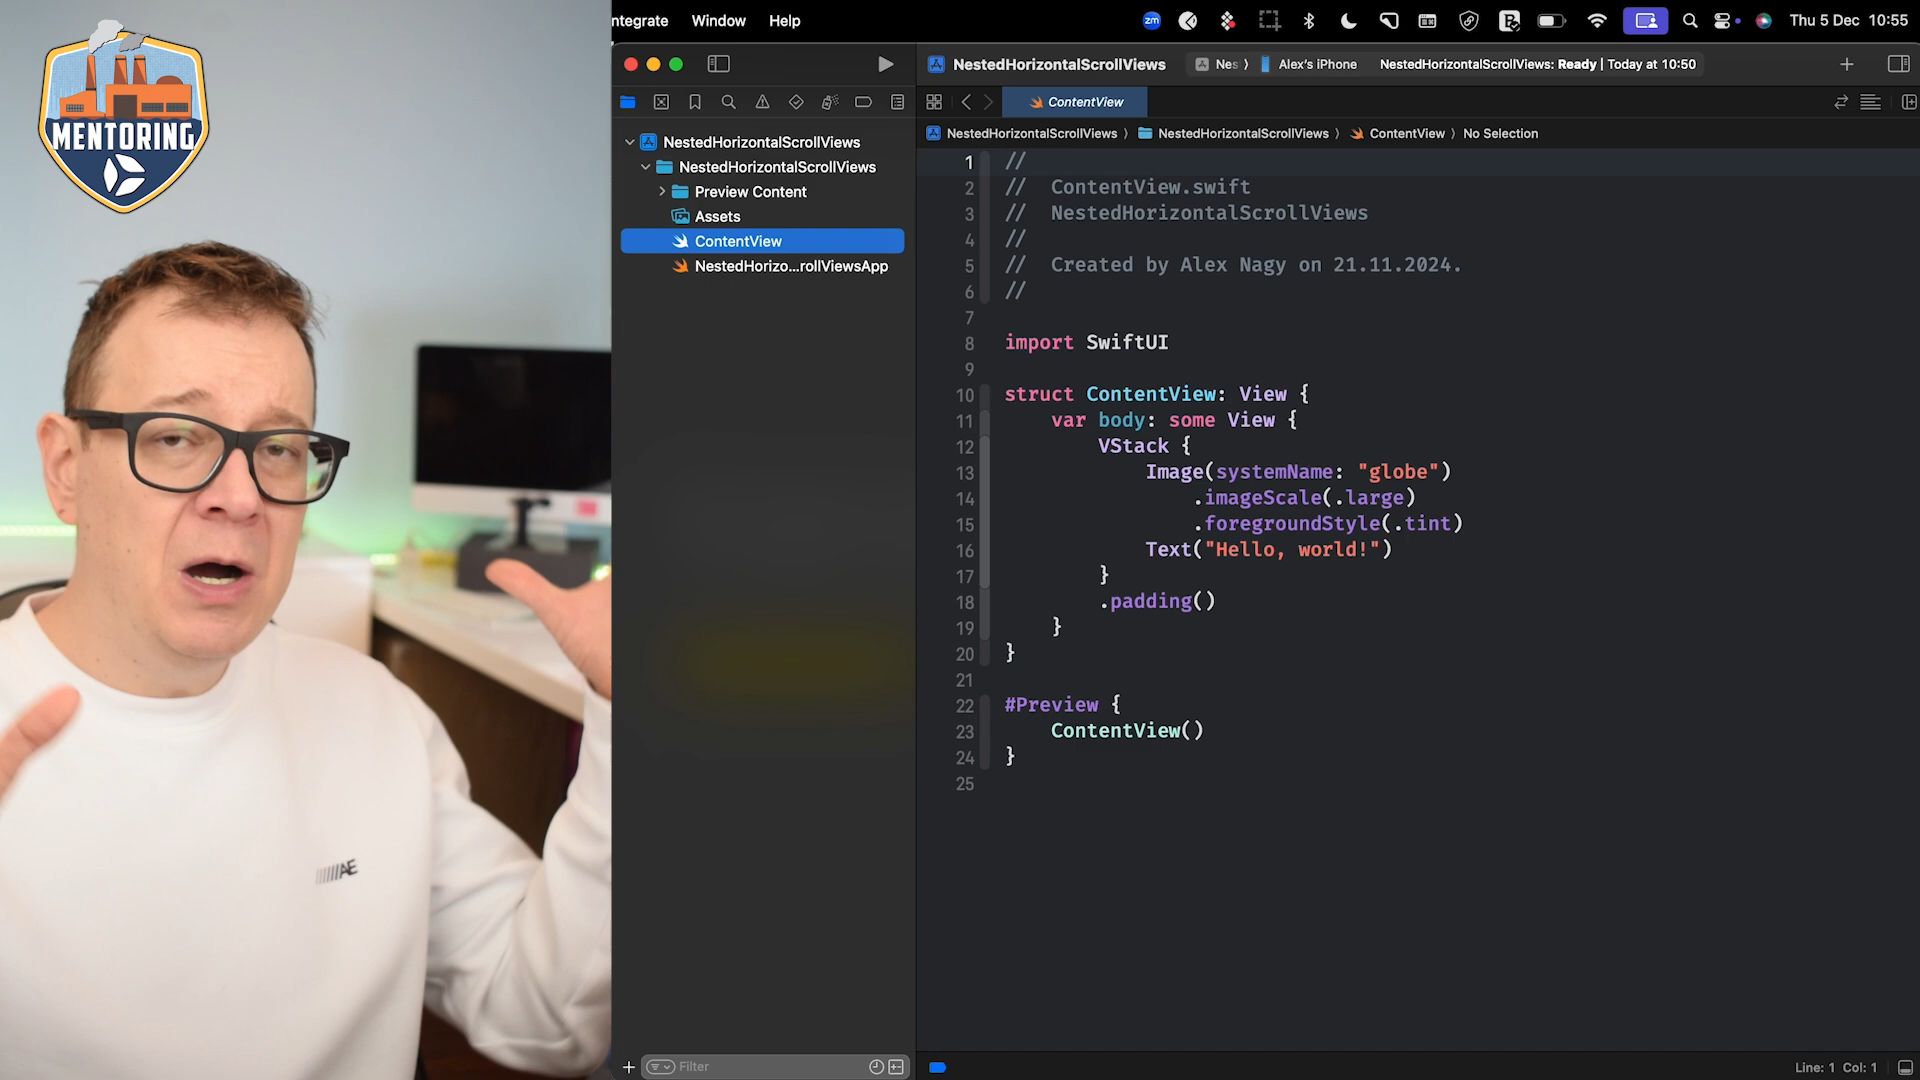 MENTORING
AE
ntegrate Window Help
zm
Thu 5 Dec 10:55
NestedHorizontalScrollViews
Nes ⟩ Alex's iPhone
NestedHorizontalScrollViews: Ready | Today at 10:50
ContentView
NestedHorizontalScrollViews ⟩ NestedHorizontalScrollViews ⟩ ContentView ⟩ No Selection
NestedHorizontalScrollViews
NestedHorizontalScrollViews
Preview Content
Assets
ContentView
NestedHorizo...rollViewsApp
Filter
1 //
2 //  ContentView.swift
3 //  NestedHorizontalScrollViews
4 //
5 //  Created by Alex Nagy on 21.11.2024.
6 //
7
8 import SwiftUI
9
10 struct ContentView: View {
11     var body: some View {
12         VStack {
13             Image(systemName: "globe")
14                 .imageScale(.large)
15                 .foregroundStyle(.tint)
16             Text("Hello, world!")
17         }
18         .padding()
19     }
20 }
21
22 #Preview {
23     ContentView()
24 }
25
Line: 1 Col: 1